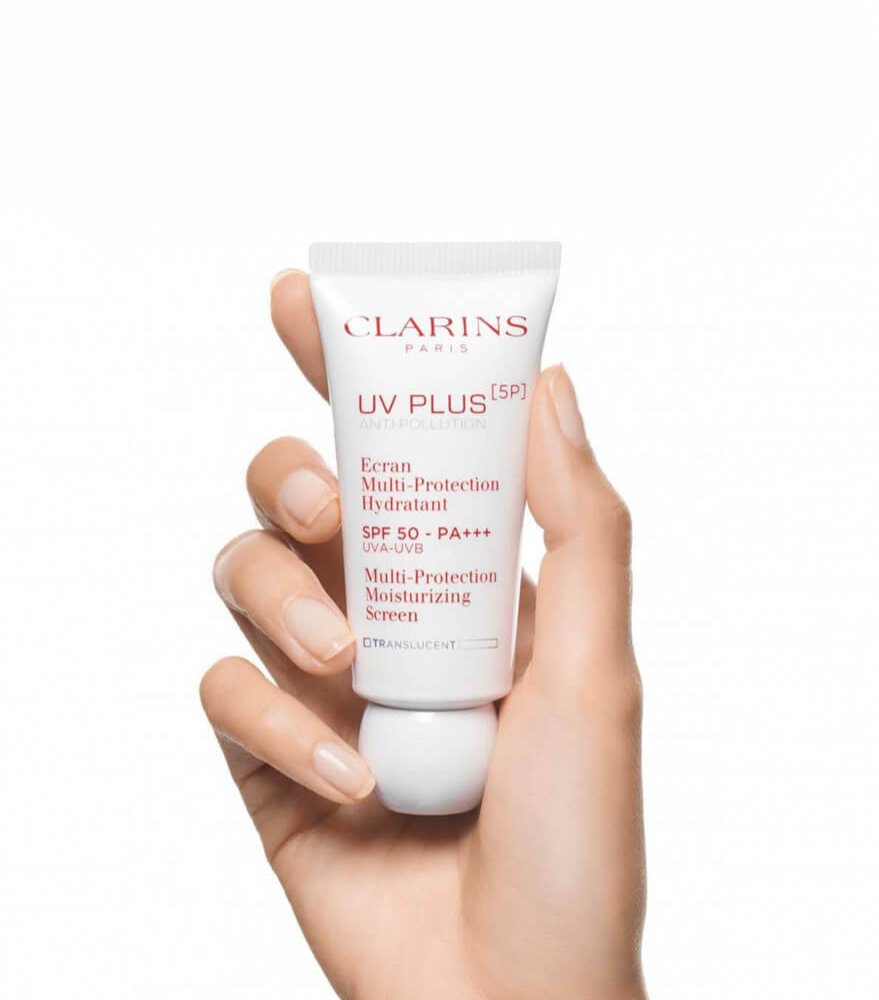 CLARINS
PARIS
UV PLUS [5P]
ANTI-POLLUTION
Ecran
Multi-Protection
Hydratant
SPF 50 - PA+++
UVA-UVB
Multi-Protection
Moisturizing
Screen
TRANSLUCENT